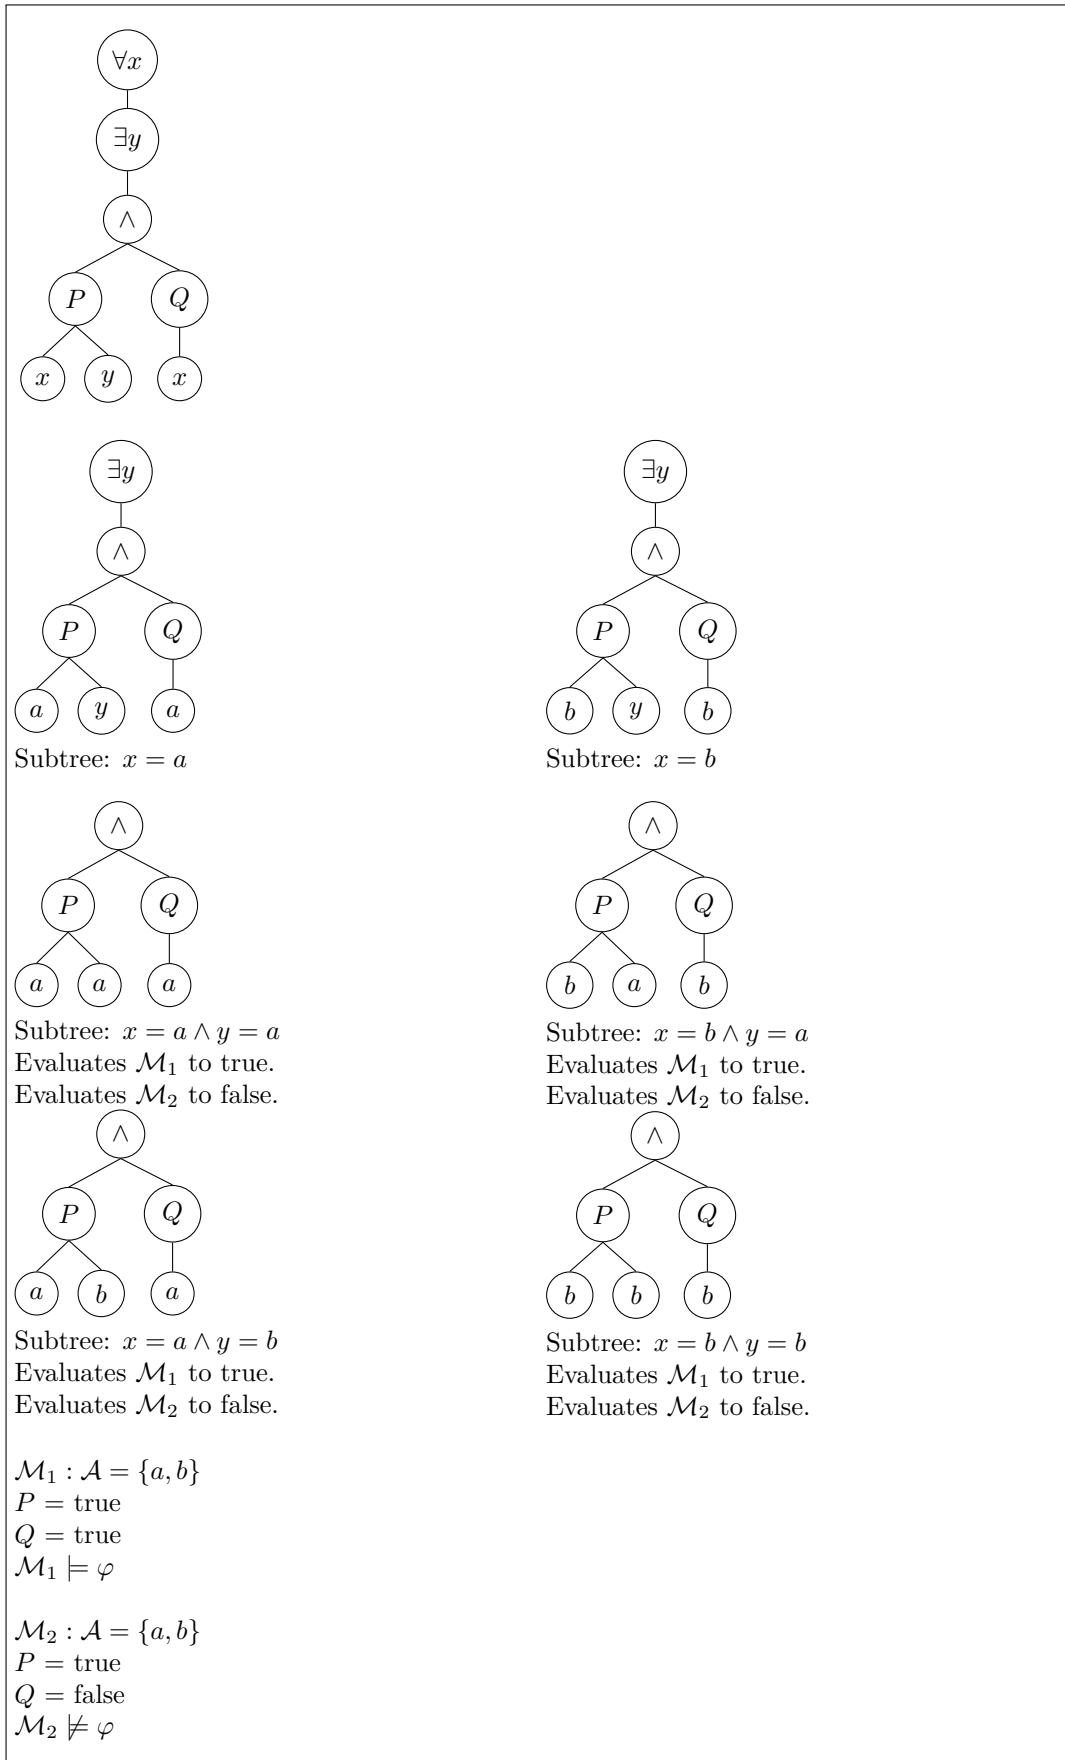 ∀x
∃y
∧
P Q
x y x
∃y ∃y
∧ ∧
P Q P Q
a y a b y b
Subtree: x = a Subtree: x = b
∧ ∧
P Q P Q
a a a b a b
Subtree: x = a ∧ y = a Subtree: x = b ∧ y = a
Evaluates ℳ₁ to true. Evaluates ℳ₁ to true.
Evaluates ℳ₂ to false. Evaluates ℳ₂ to false.
∧ ∧
P Q P Q
a b a b b b
Subtree: x = a ∧ y = b Subtree: x = b ∧ y = b
Evaluates ℳ₁ to true. Evaluates ℳ₁ to true.
Evaluates ℳ₂ to false. Evaluates ℳ₂ to false.
ℳ₁ : 𝒜 = {a, b}
P = true
Q = true
ℳ₁ ⊨ φ
ℳ₂ : 𝒜 = {a, b}
P = true
Q = false
ℳ₂ ⊭ φ